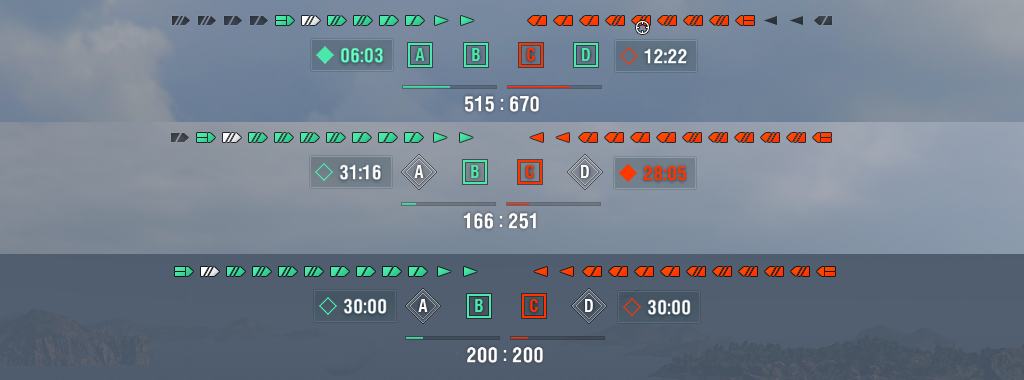 06:03 A B C D 12:22
515 : 670
31:16 A B C D 28:05
166 : 251
30:00 A B C D 30:00
200 : 200